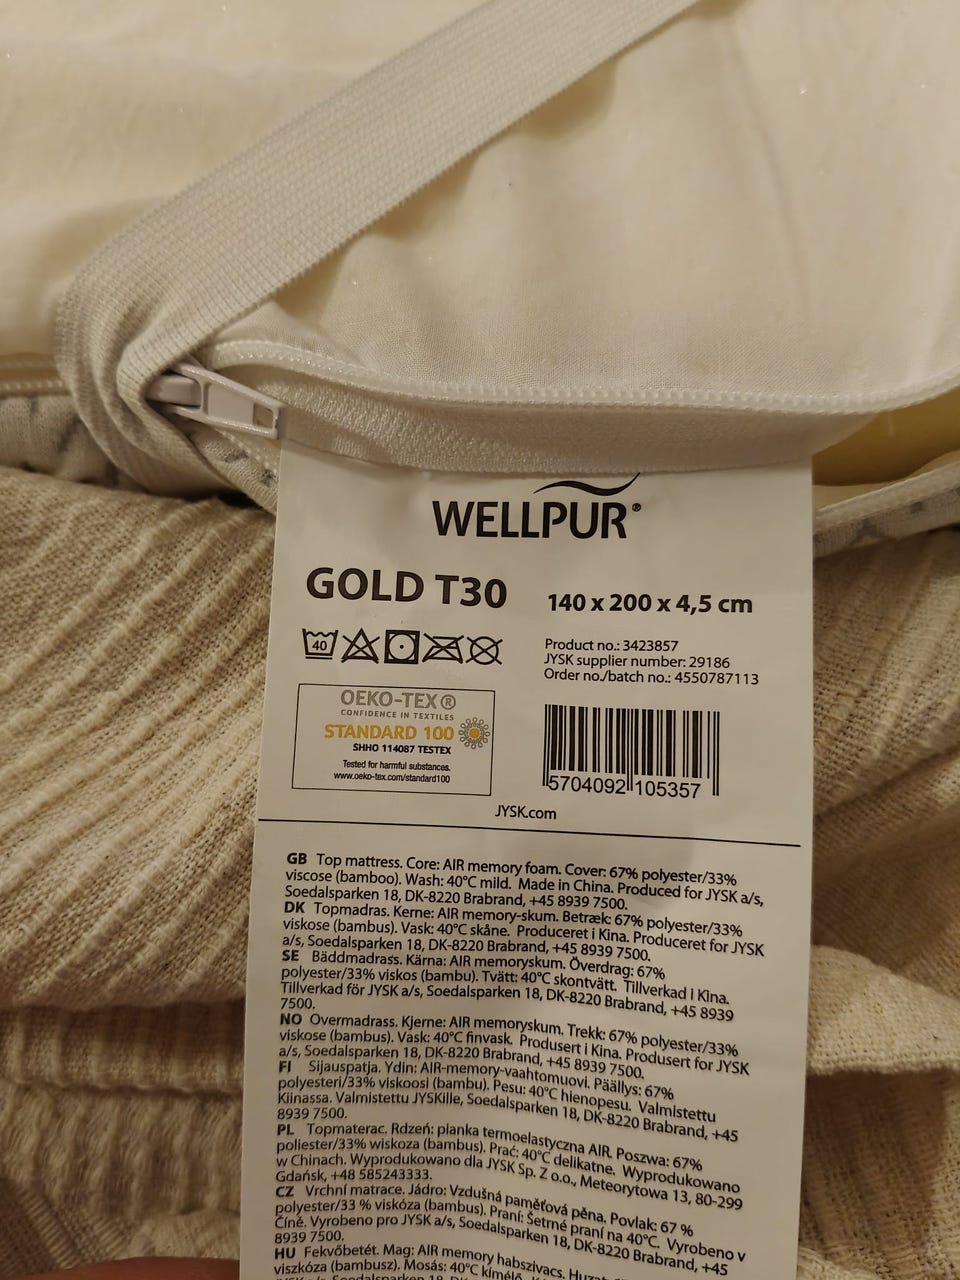 WELLPUR®
GOLD T30
140 x 200 x 4,5 cm
40
Product no.: 3423857
JYSK supplier number: 29186
Order no./batch no.: 4550787113
OEKO-TEX®
CONFIDENCE IN TEXTILES
STANDARD 100
SHHO 114087 TESTEX
Tested for harmful substances.
www.oeko-tex.com/standard100
5704092 105357
JYSK.com
GB Top mattress. Core: AIR memory foam. Cover: 67% polyester/33%
viscose (bamboo). Wash: 40°C mild. Made in China. Produced for JYSK a/s,
Soedalsparken 18, DK-8220 Brabrand, +45 8939 7500.
DK Topmadras. Kerne: AIR memory-skum. Betræk: 67% polyester/33%
viskose (bambus). Vask: 40°C skåne. Produceret i Kina. Produceret for JYSK
a/s, Soedalsparken 18, DK-8220 Brabrand, +45 8939 7500.
SE Bäddmadrass. Kärna: AIR memoryskum. Överdrag: 67%
polyester/33% viskos (bambu). Tvätt: 40°C skontvätt. Tillverkad i Kina.
Tillverkad för JYSK a/s, Soedalsparken 18, DK-8220 Brabrand, +45 8939
7500.
NO Overmadrass. Kjerne: AIR memoryskum. Trekk: 67% polyester/33%
viskose (bambus). Vask: 40°C finvask. Produsert i Kina. Produsert for JYSK
a/s, Soedalsparken 18, DK-8220 Brabrand, +45 8939 7500.
FI Sijauspatja. Ydin: AIR-memory-vaahtomuovi. Päällys: 67%
polyesteri/33% viskoosi (bambu). Pesu: 40°C hienopesu. Valmistettu
Kiinassa. Valmistettu JYSKille, Soedalsparken 18, DK-8220 Brabrand, +45
8939 7500.
PL Topmaterac. Rdzeń: planka termoelastyczna AIR. Poszwa: 67%
poliester/33% wiskoza (bambus). Prać: 40°C delikatne. Wyprodukowano
w Chinach. Wyprodukowano dla JYSK Sp. Z o.o., Meteorytowa 13, 80-299
Gdańsk, +48 585243333.
CZ Vrchní matrace. Jádro: Vzdušná paměťová pěna. Povlak: 67 %
polyester/33 % viskóza (bambus). Praní: Šetrné praní na 40°C. Vyrobeno v
Číně. Vyrobeno pro JYSK a/s, Soedalsparken 18, DK-8220 Brabrand, +45
8939 7500.
HU Fekvőbetét. Mag: AIR memory habszivacs. Huzat:
viszkóza (bambusz). Mosás: 40°C kímélő.